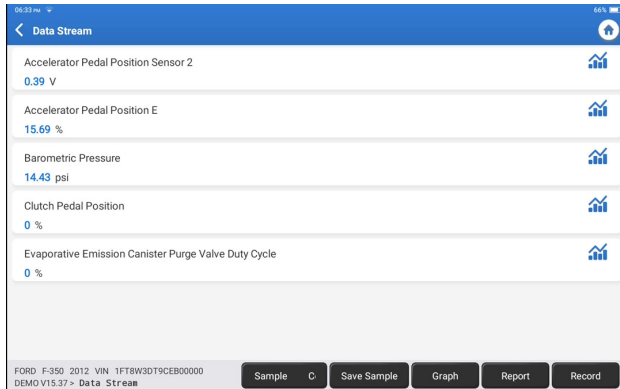 06:33 PM
66%
Data Stream
Accelerator Pedal Position Sensor 2
0.39 V
Accelerator Pedal Position E
15.69 %
Barometric Pressure
14.43 psi
Clutch Pedal Position
0 %
Evaporative Emission Canister Purge Valve Duty Cycle
0 %
FORD F-350 2012 VIN 1FT8W3DT9CEB00000
DEMO V15.37 > Data Stream
Sample C
Save Sample
Graph
Report
Record